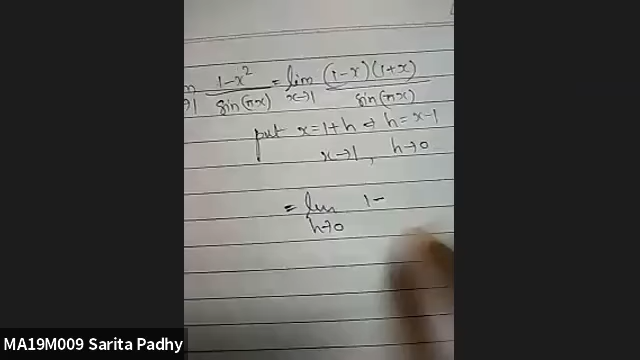 lim x→1 1-x² / sin(πx) = lim x→1 (1-x)(1+x) / sin(πx)
put x=1+h ⇒ h=x-1
x→1, h→0
= lim h→0 1-
MA19M009 Sarita Padhy